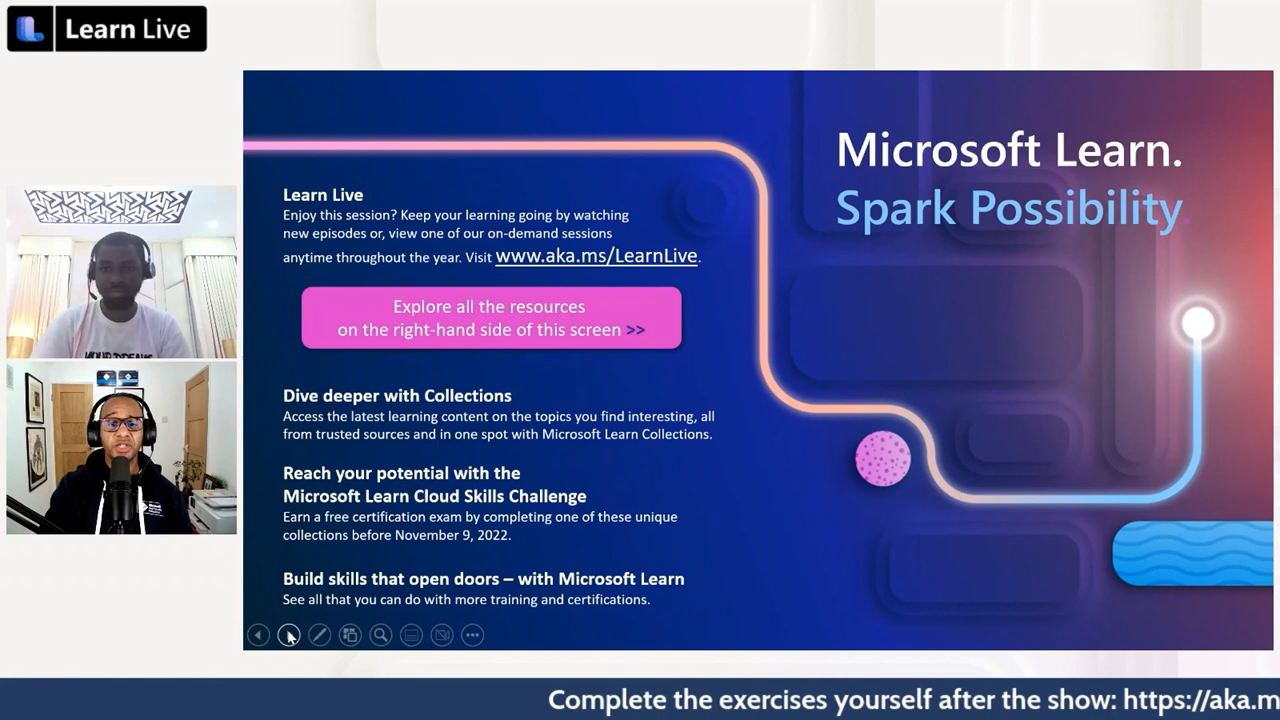 Learn Live
Microsoft Learn.
Spark Possibility.
Learn Live
Enjoy this session? Keep your learning going by watching
new episodes or, view one of our on-demand sessions
anytime throughout the year. Visit www.aka.ms/LearnLive.
Explore all the resources
on the right-hand side of this screen >>
Dive deeper with Collections
Access the latest learning content on the topics you find interesting, all
from trusted sources and in one spot with Microsoft Learn Collections.
Reach your potential with the
Microsoft Learn Cloud Skills Challenge
Earn a free certification exam by completing one of these unique
collections before November 9, 2022.
Build skills that open doors – with Microsoft Learn
See all that you can do with more training and certifications.
Complete the exercises yourself after the show: https://aka.m